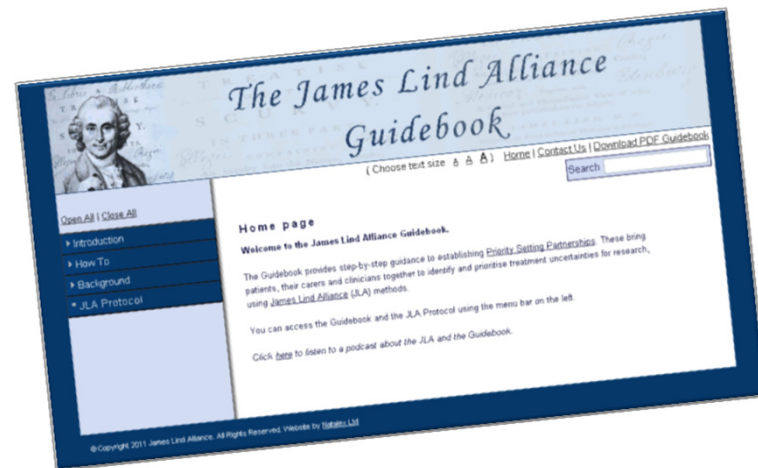 The James Lind Alliance
Guidebook
( Choose text size A A A ) Home | Contact Us | Download PDF Guidebook
Search
Open All | Close All
Introduction
How To
Background
JLA Protocol
Home page
Welcome to the James Lind Alliance Guidebook.
The Guidebook provides step-by-step guidance to establishing Priority Setting Partnerships. These bring
patients, their carers and clinicians together to identify and prioritise treatment uncertainties for research,
using James Lind Alliance (JLA) methods.
You can access the Guidebook and the JLA Protocol using the menu bar on the left.
Click here to listen to a podcast about the JLA and the Guidebook.
© Copyright 2011 James Lind Alliance. All Rights Reserved. Website by Natalex Ltd